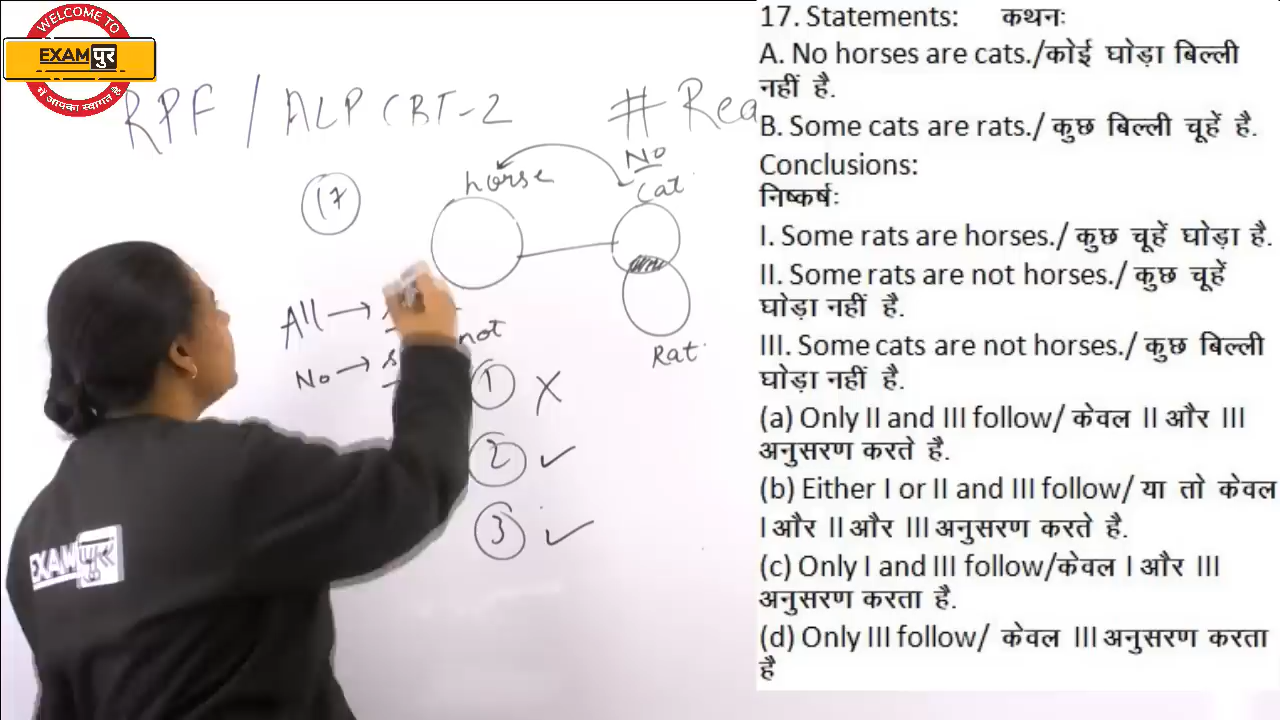 WELCOME TO
EXAMपुर
में आपका स्वागत है
RPF / ALP CBT-2 # Rea
17
horse
No
Cat
All →
not
No → s
Rat
1 X
2 ✓
3 ✓
EXAMपुर
17. Statements: कथनः
A. No horses are cats./कोई घोड़ा बिल्ली
नहीं है.
B. Some cats are rats./ कुछ बिल्ली चूहें है.
Conclusions:
निष्कर्षः
I. Some rats are horses./ कुछ चूहें घोड़ा है.
II. Some rats are not horses./ कुछ चूहें
घोड़ा नहीं है.
III. Some cats are not horses./ कुछ बिल्ली
घोड़ा नहीं है.
(a) Only II and III follow/ केवल II और III
अनुसरण करते है.
(b) Either I or II and III follow/ या तो केवल
I और II और III अनुसरण करते है.
(c) Only I and III follow/केवल I और III
अनुसरण करता है.
(d) Only III follow/ केवल III अनुसरण करता
है